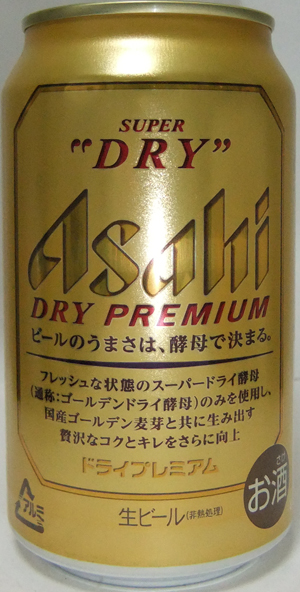 SUPER
"DRY"
Asahi
DRY PREMIUM
ビールのうまさは、酵母で決まる。
フレッシュな状態のスーパードライ酵母
(通称:ゴールデンドライ酵母)のみを使用し、
国産ゴールデン麦芽と共に生み出す
贅沢なコクとキレをさらに向上
ドライプレミアム
アルミ
お酒
生ビール(非熱処理)